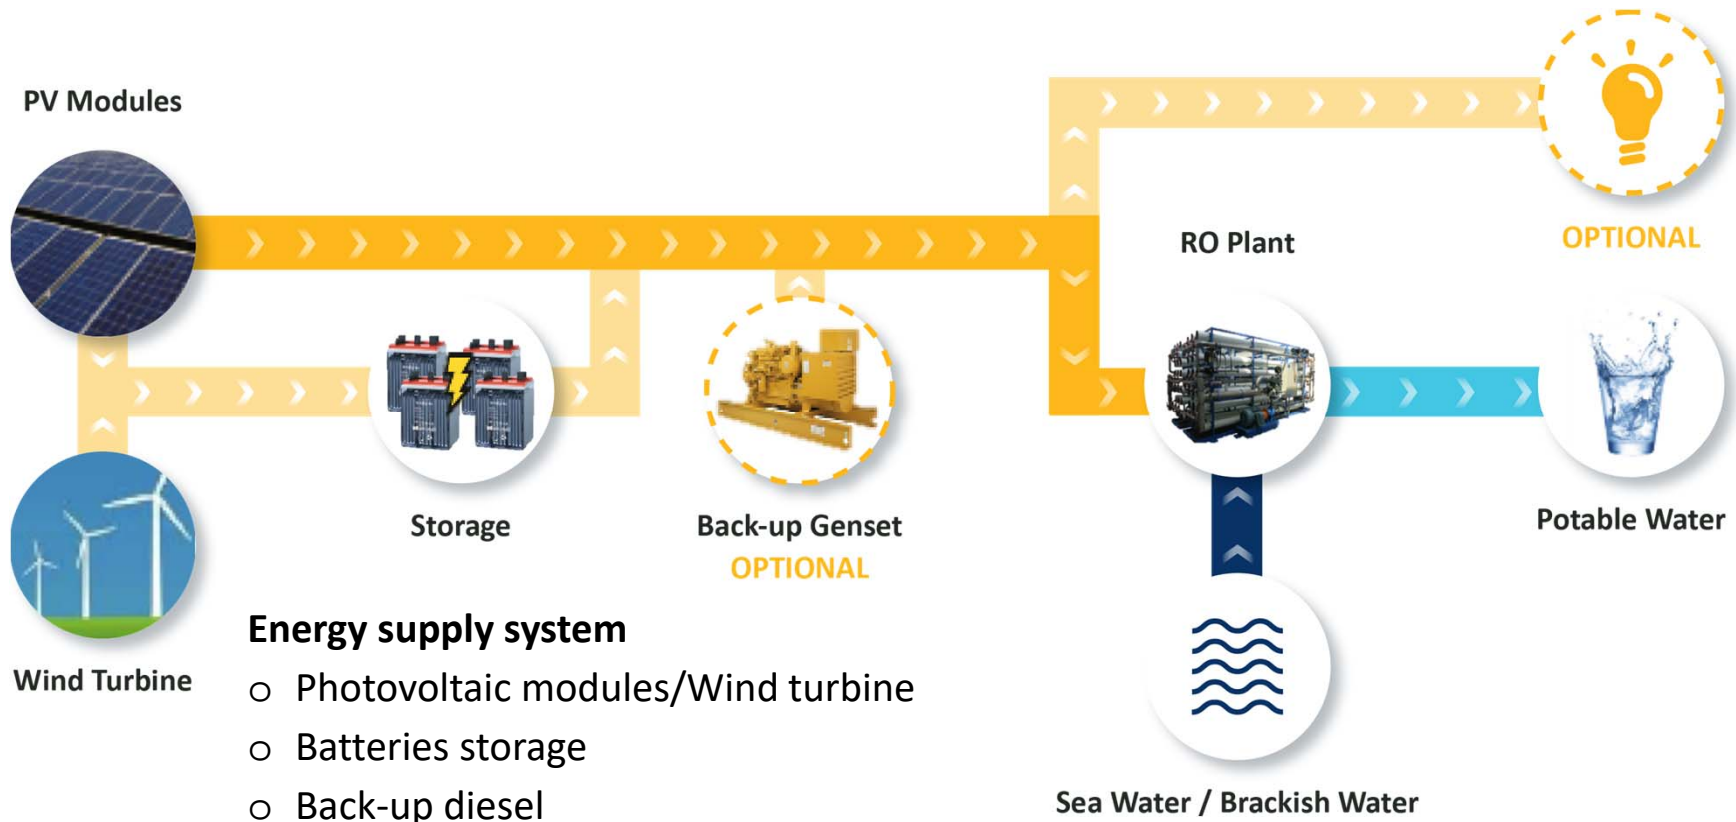 PV Modules
RO Plant
OPTIONAL
Storage
Back-up Genset
OPTIONAL
Potable Water
Wind Turbine
Energy supply system
o Photovoltaic modules/Wind turbine
o Batteries storage
o Back-up diesel
Sea Water / Brackish Water